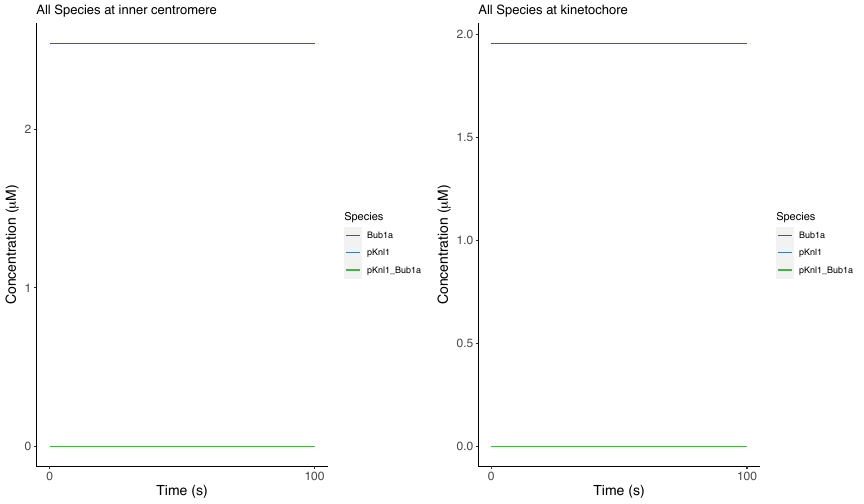 All Species at inner centromere
Concentration (μM)
2
1
0
0
100
Time (s)
Species
Bub1a
pKnl1
pKnl1_Bub1a
All Species at kinetochore
Concentration (μM)
2.0
1.5
1.0
0.5
0.0
0
100
Time (s)
Species
Bub1a
pKnl1
pKnl1_Bub1a